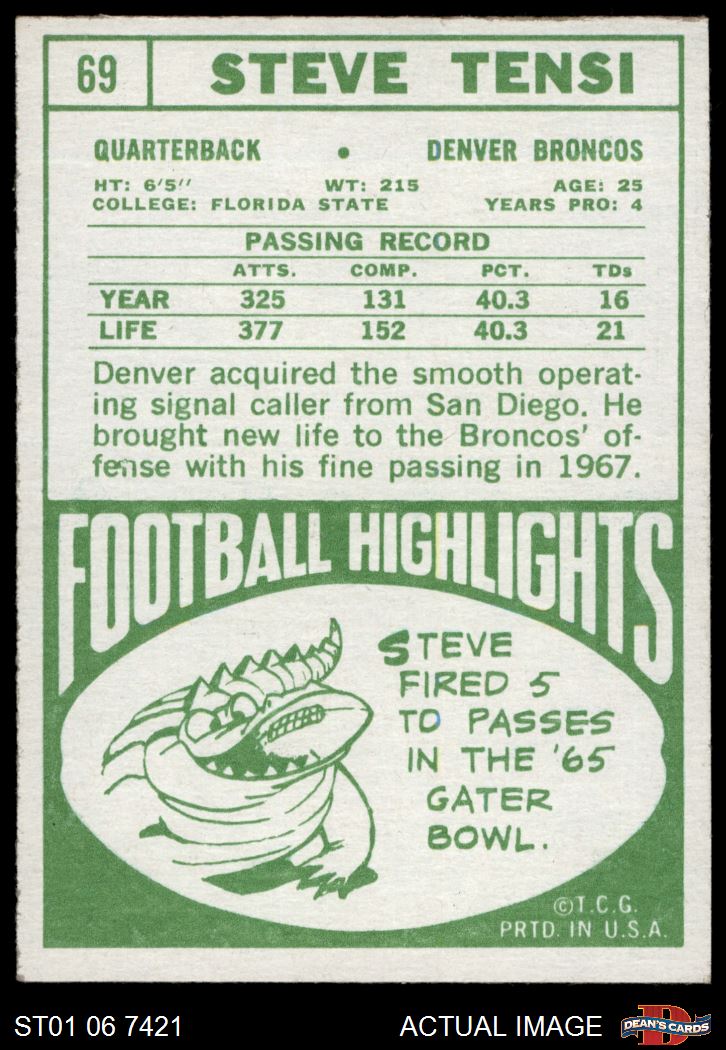 69 STEVE TENSI
QUARTERBACK • DENVER BRONCOS
HT: 6'5" WT: 215 AGE: 25
COLLEGE: FLORIDA STATE YEARS PRO: 4
PASSING RECORD
ATTS. COMP. PCT. TDs
YEAR 325 131 40.3 16
LIFE 377 152 40.3 21
Denver acquired the smooth operat-
ing signal caller from San Diego. He
brought new life to the Broncos' of-
fense with his fine passing in 1967.
FOOTBALL HIGHLIGHTS
STEVE
FIRED 5
TD PASSES
IN THE '65
GATER
BOWL.
©T.C.G.
PRTD. IN U.S.A.
ST01 06 7421 ACTUAL IMAGE D DEAN'S CARDS